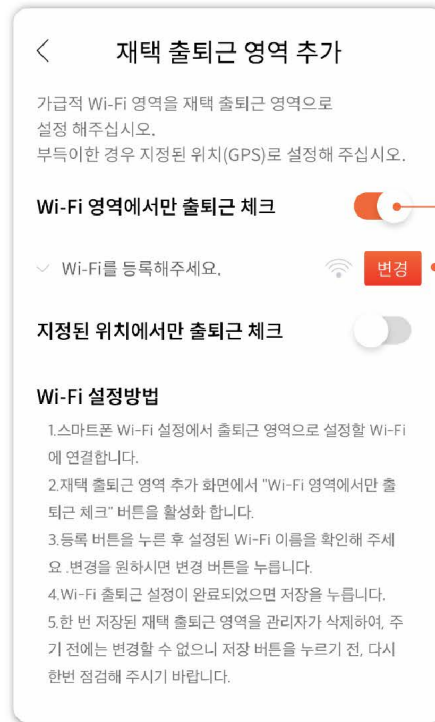 재택 출퇴근 영역 추가
가급적 Wi-Fi 영역을 재택 출퇴근 영역으로
설정 해주십시오.
부득이한 경우 지정된 위치(GPS)로 설정해 주십시오.
Wi-Fi 영역에서만 출퇴근 체크
Wi-Fi를 등록해주세요.
변경
지정된 위치에서만 출퇴근 체크
Wi-Fi 설정방법
1.스마트폰 Wi-Fi 설정에서 출퇴근 영역으로 설정할 Wi-Fi
에 연결합니다.
2.재택 출퇴근 영역 추가 화면에서 "Wi-Fi 영역에서만 출
퇴근 체크" 버튼을 활성화 합니다.
3.등록 버튼을 누른 후 설정된 Wi-Fi 이름을 확인해 주세
요 .변경을 원하시면 변경 버튼을 누릅니다.
4.Wi-Fi 출퇴근 설정이 완료되었으면 저장을 누릅니다.
5.한 번 저장된 재택 출퇴근 영역을 관리자가 삭제하여, 주
기 전에는 변경할 수 없으니 저장 버튼을 누르기 전, 다시
한번 점검해 주시기 바랍니다.